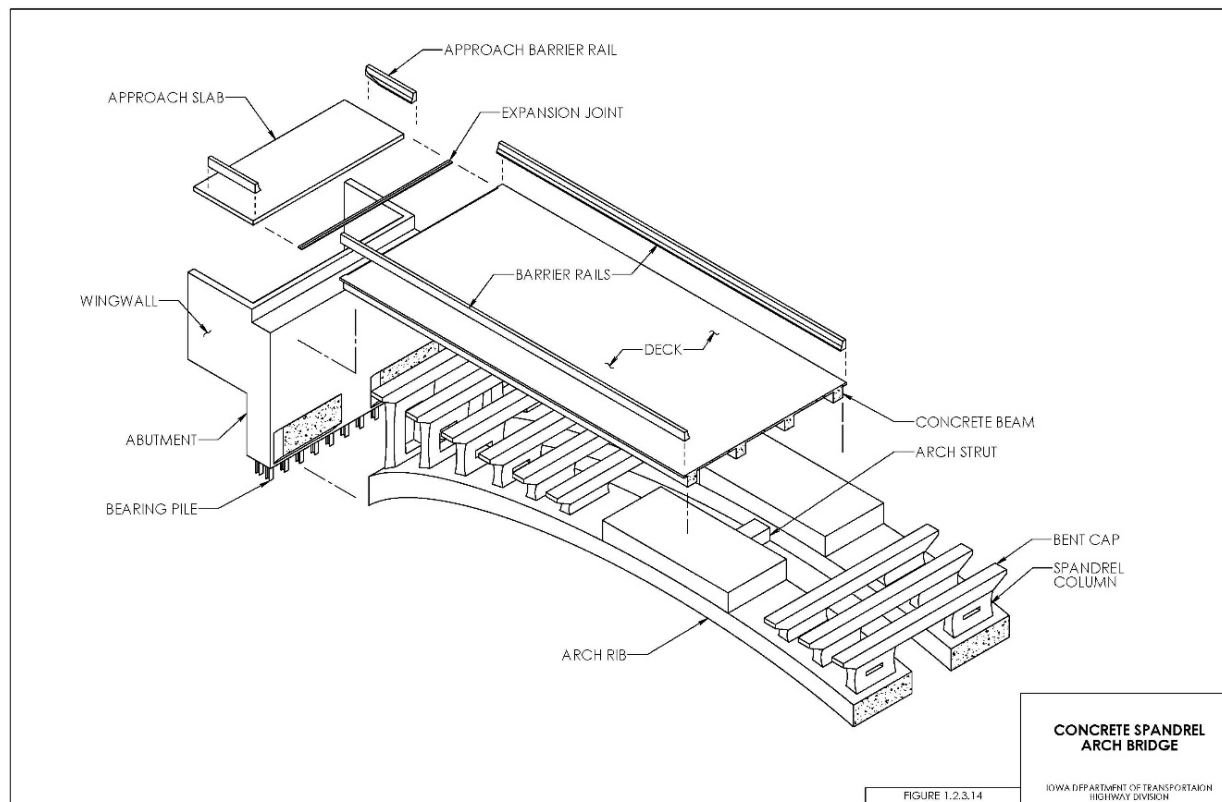 APPROACH BARRIER RAIL
APPROACH SLAB
EXPANSION JOINT
BARRIER RAILS
WINGWALL
DECK
CONCRETE BEAM
ABUTMENT
ARCH STRUT
BEARING PILE
BENT CAP
SPANDREL
COLUMN
ARCH RIB
CONCRETE SPANDREL
ARCH BRIDGE
FIGURE 1.2.3.14
IOWA DEPARTMENT OF TRANSPORTAION
HIGHWAY DIVISION